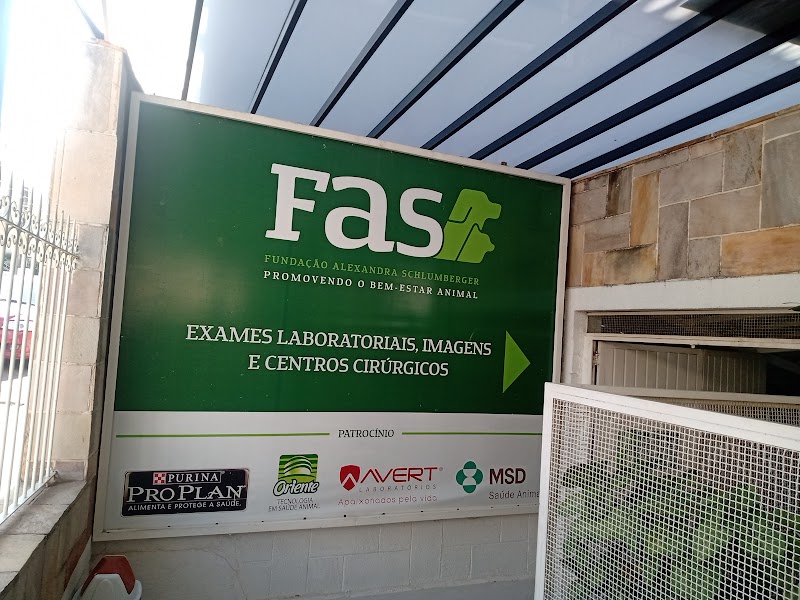 Fas
FUNDAÇÃO ALEXANDRA SCHLUMBERGER
PROMOVENDO O BEM-ESTAR ANIMAL
EXAMES LABORATORIAIS, IMAGENS
E CENTROS CIRÚRGICOS
PATROCÍNIO
PURINA
PRO PLAN
ALIMENTA E PROTEGE A SAÚDE.
Oriente
TECNOLOGIA
EM SAÚDE ANIMAL
AVERT®
LABORATÓRIOS
Apaixonados pela vida
MSD
Saúde Anima